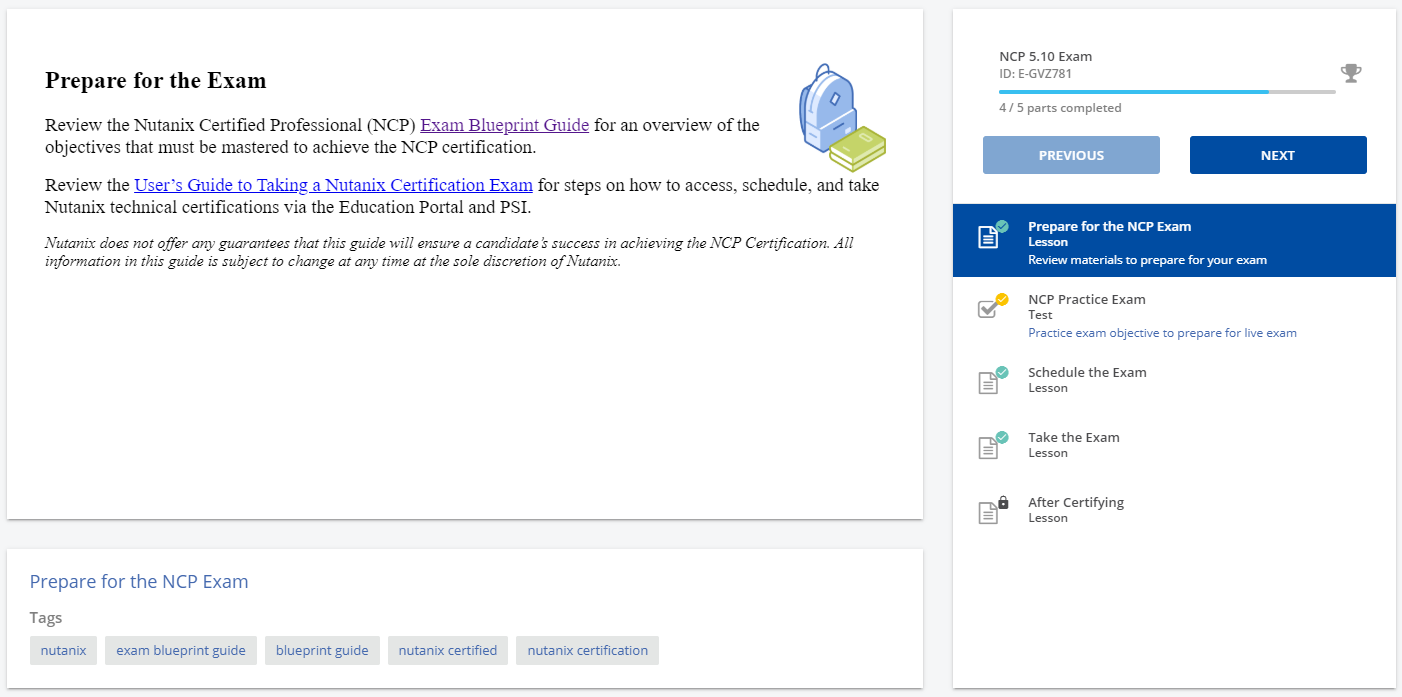 Prepare for the Exam
Review the Nutanix Certified Professional (NCP) Exam Blueprint Guide for an overview of the
objectives that must be mastered to achieve the NCP certification.
Review the User’s Guide to Taking a Nutanix Certification Exam for steps on how to access, schedule, and take
Nutanix technical certifications via the Education Portal and PSI.
Nutanix does not offer any guarantees that this guide will ensure a candidate’s success in achieving the NCP Certification. All
information in this guide is subject to change at any time at the sole discretion of Nutanix.
Prepare for the NCP Exam
Tags
nutanix
exam blueprint guide
blueprint guide
nutanix certified
nutanix certification
NCP 5.10 Exam
ID: E-GVZ781
4 / 5 parts completed
PREVIOUS
NEXT
Prepare for the NCP Exam
Lesson
Review materials to prepare for your exam
NCP Practice Exam
Test
Practice exam objective to prepare for live exam
Schedule the Exam
Lesson
Take the Exam
Lesson
After Certifying
Lesson